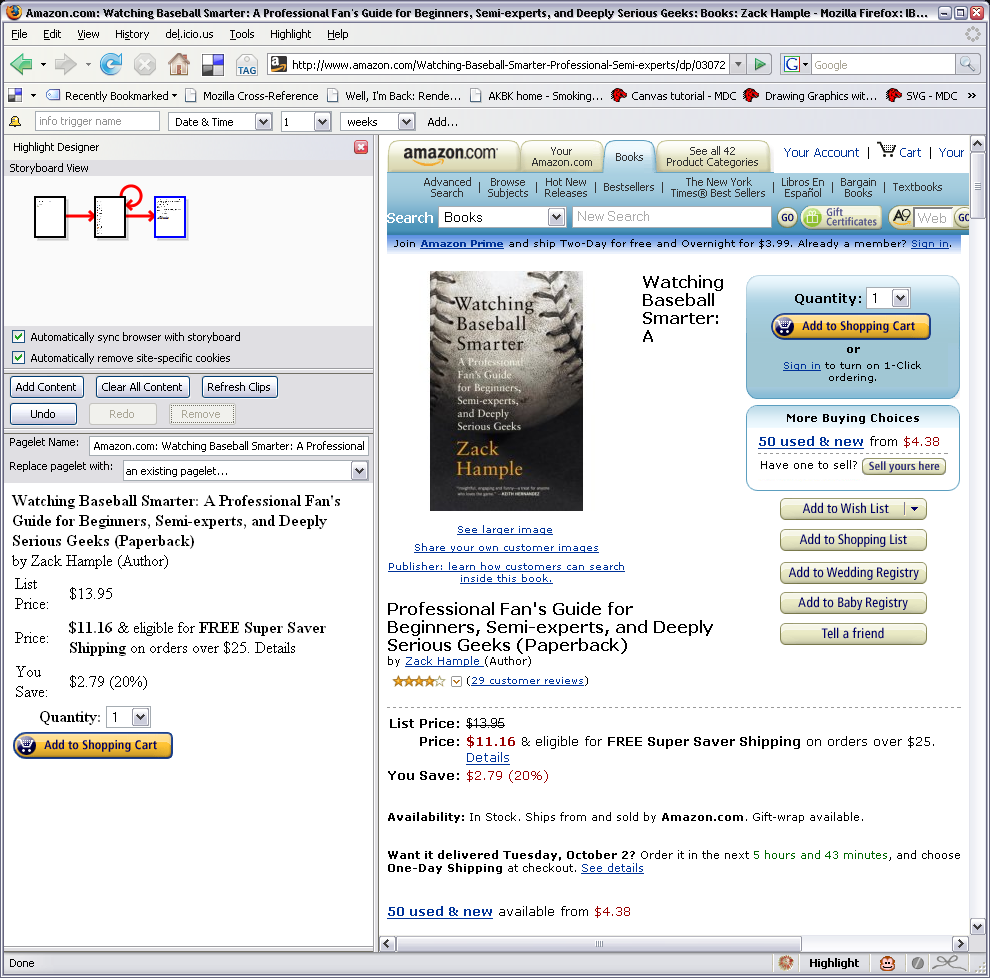 Amazon.com: Watching Baseball Smarter: A Professional Fan's Guide for Beginners, Semi-experts, and Deeply Serious Geeks: Books: Zack Hample - Mozilla Firefox: IB...
File Edit View History del.icio.us Tools Highlight Help
TAG
http://www.amazon.com/Watching-Baseball-Smarter-Professional-Semi-experts/dp/03072
Google
Recently Bookmarked
Mozilla Cross-Reference
Well, I'm Back: Rende...
AKBK home - Smoking...
Canvas tutorial - MDC
Drawing Graphics wit...
SVG - MDC
»
info trigger name
Date & Time
1
weeks
Add...
Highlight Designer
Storyboard View
Automatically sync browser with storyboard
Automatically remove site-specific cookies
Add Content
Clear All Content
Refresh Clips
Undo
Redo
Remove
Pagelet Name: Amazon.com: Watching Baseball Smarter: A Professional
Replace pagelet with: an existing pagelet...
Watching Baseball Smarter: A Professional Fan's
Guide for Beginners, Semi-experts, and Deeply
Serious Geeks (Paperback)
by Zack Hample (Author)
List
Price:
$13.95
Price:
$11.16 & eligible for FREE Super Saver
Shipping on orders over $25. Details
You
Save:
$2.79 (20%)
Quantity: 1
Add to Shopping Cart
amazon.com
Your
Amazon.com
Books
See all 42
Product Categories
Your Account | Cart | Your
Advanced
Search
Browse
Subjects
Hot New
Releases
Bestsellers
The New York
Times® Best Sellers
Libros En
Español
Bargain
Books
Textbooks
Search
Books
New Search
GO
Gift
Certificates
A9
Web
GO
Join Amazon Prime and ship Two-Day for free and Overnight for $3.99. Already a member? Sign in.
Watching
Baseball
Smarter
A Professional
Fan's Guide
for Beginners,
Semi-experts,
and Deeply
Serious Geeks
Zack
Hample
"Insightful, engaging and funny—a treat for anyone
who loves the game." —KEITH HERNANDEZ
See larger image
Share your own customer images
Publisher: learn how customers can search
inside this book.
Watching
Baseball
Smarter:
A
Professional Fan's Guide for
Beginners, Semi-experts, and Deeply
Serious Geeks (Paperback)
by Zack Hample (Author)
(29 customer reviews)
Quantity: 1
Add to Shopping Cart
or
Sign in to turn on 1-Click
ordering.
More Buying Choices
50 used & new from $4.38
Have one to sell? Sell yours here
Add to Wish List
Add to Shopping List
Add to Wedding Registry
Add to Baby Registry
Tell a friend
List Price: $13.95
Price: $11.16 & eligible for FREE Super Saver Shipping on orders over $25.
Details
You Save: $2.79 (20%)
Availability: In Stock. Ships from and sold by Amazon.com. Gift-wrap available.
Want it delivered Tuesday, October 2? Order it in the next 5 hours and 43 minutes, and choose
One-Day Shipping at checkout. See details
50 used & new available from $4.38
Done
Highlight